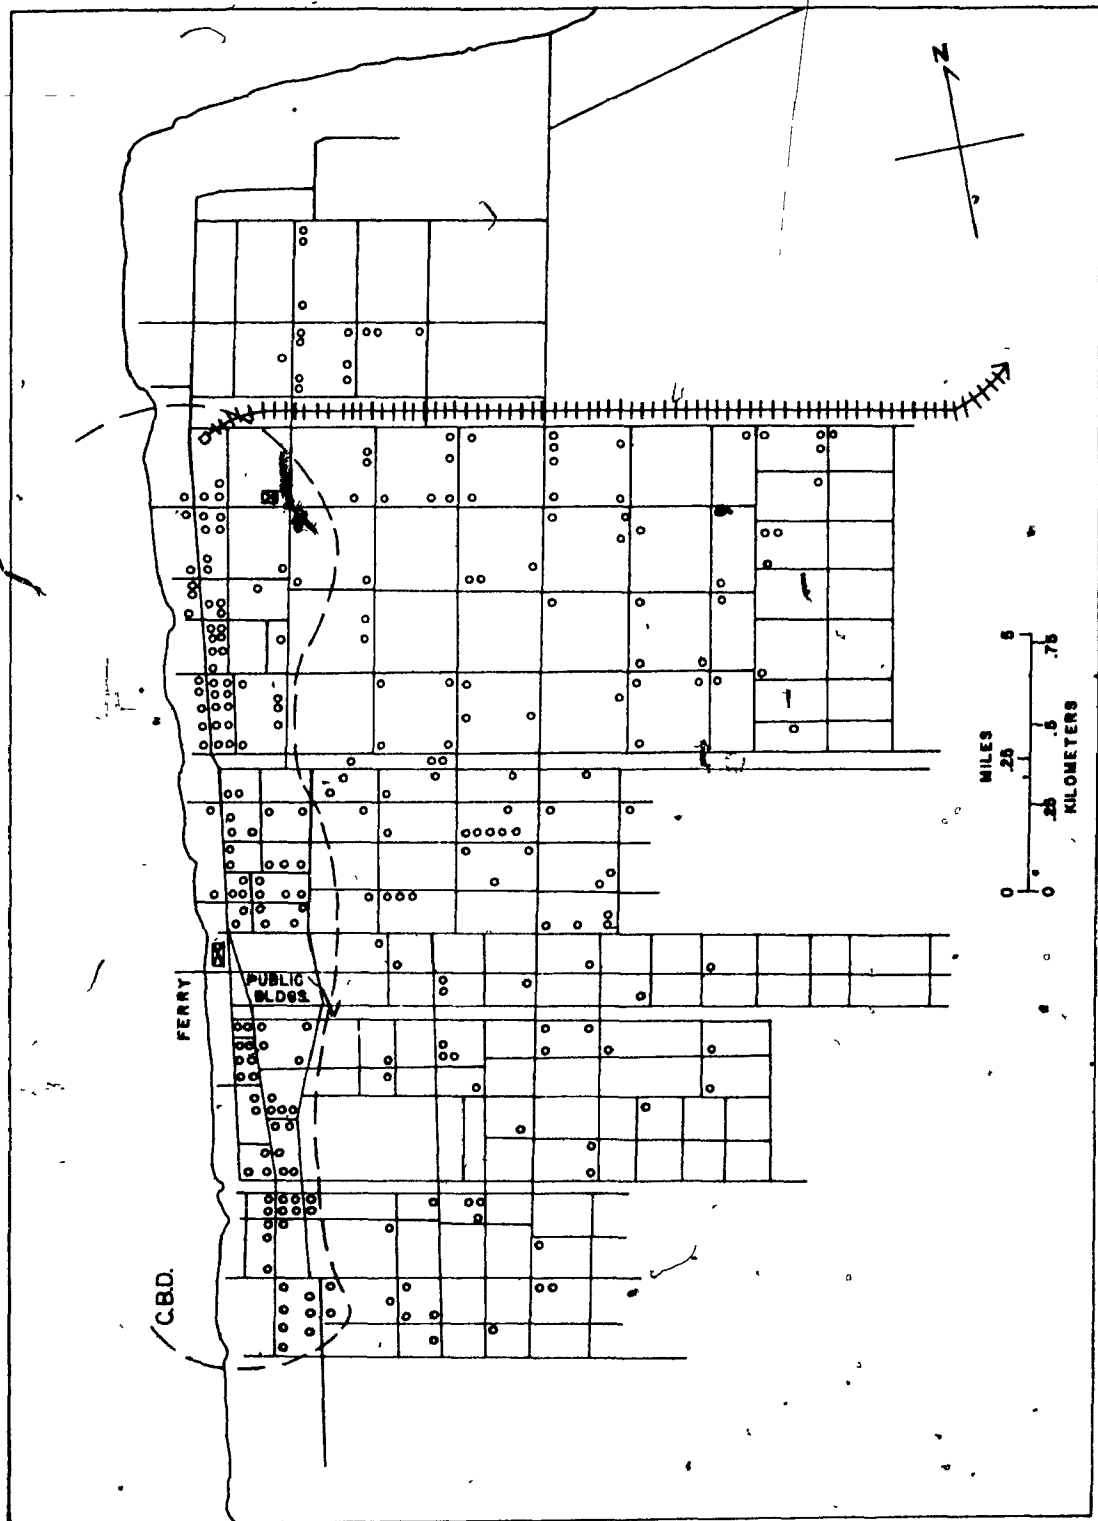 N
C.B.D.
FERRY
PUBLIC
BLDGS.
MILES
0 .25 .5
0 .25 .5 .75
KILOMETERS